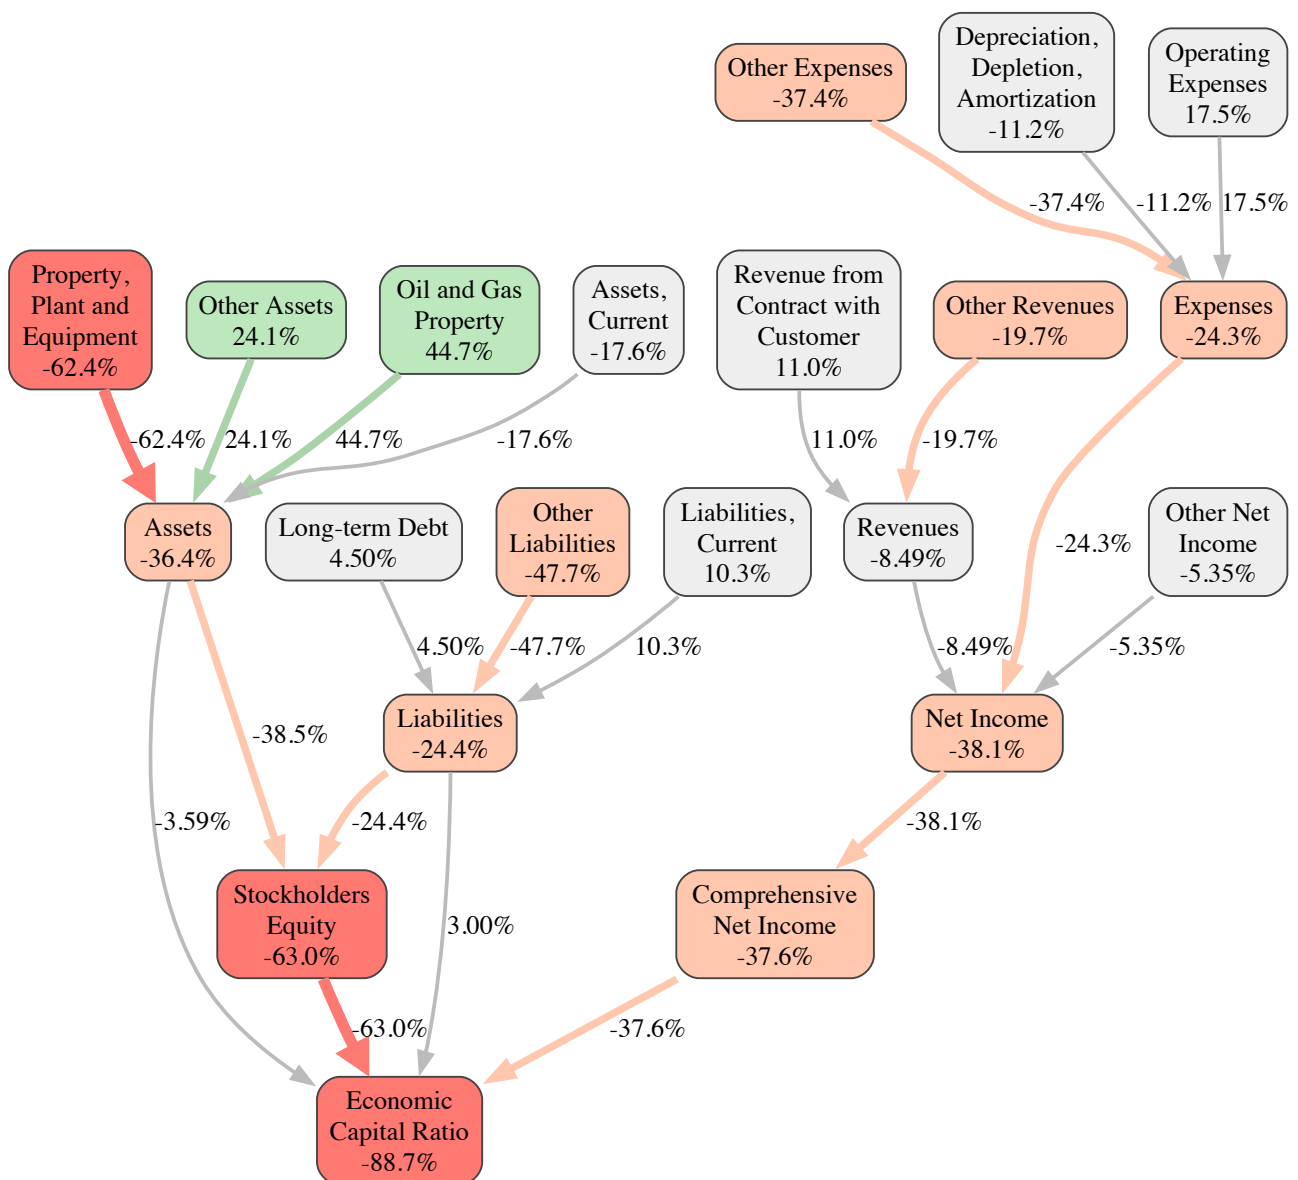 Other Expenses
-37.4%
Depreciation,
Depletion,
Amortization
-11.2%
Operating
Expenses
17.5%
-37.4%
-11.2%
17.5%
Property,
Plant and
Equipment
-62.4%
Other Assets
24.1%
Oil and Gas
Property
44.7%
Assets,
Current
-17.6%
Revenue from
Contract with
Customer
11.0%
Other Revenues
-19.7%
Expenses
-24.3%
-62.4%
24.1%
44.7%
-17.6%
11.0%
-19.7%
Assets
-36.4%
Long-term Debt
4.50%
Other
Liabilities
-47.7%
Liabilities,
Current
10.3%
Revenues
-8.49%
-24.3%
Other Net
Income
-5.35%
4.50%
-47.7%
10.3%
-8.49%
-5.35%
-38.5%
Liabilities
-24.4%
Net Income
-38.1%
-3.59%
-24.4%
-38.1%
Stockholders
Equity
-63.0%
3.00%
Comprehensive
Net Income
-37.6%
-63.0%
-37.6%
Economic
Capital Ratio
-88.7%